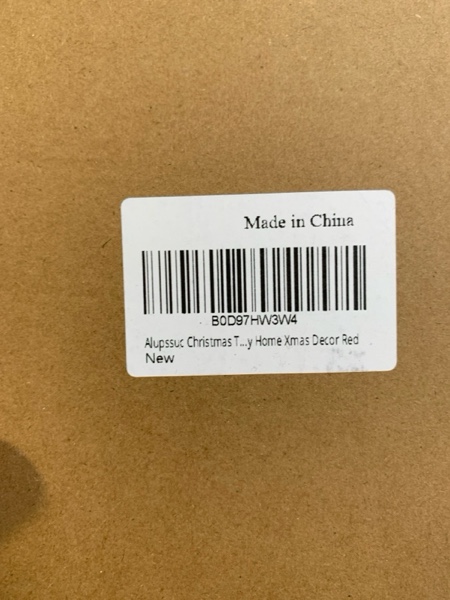 Made in China
B0D97HW3W4
Alupssuc Christmas T...y Home Xmas Decor Red
New